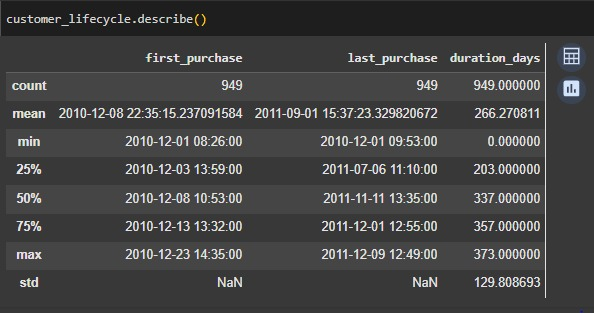 customer_lifecycle.describe()
first_purchase last_purchase duration_days
count 949 949 949.000000
mean 2010-12-08 22:35:15.237091584 2011-09-01 15:37:23.329820672 266.270811
min 2010-12-01 08:26:00 2010-12-01 09:53:00 0.000000
25% 2010-12-03 13:59:00 2011-07-06 11:10:00 203.000000
50% 2010-12-08 10:53:00 2011-11-11 13:35:00 337.000000
75% 2010-12-13 13:32:00 2011-12-01 12:55:00 357.000000
max 2010-12-23 14:35:00 2011-12-09 12:49:00 373.000000
std NaN NaN 129.808693